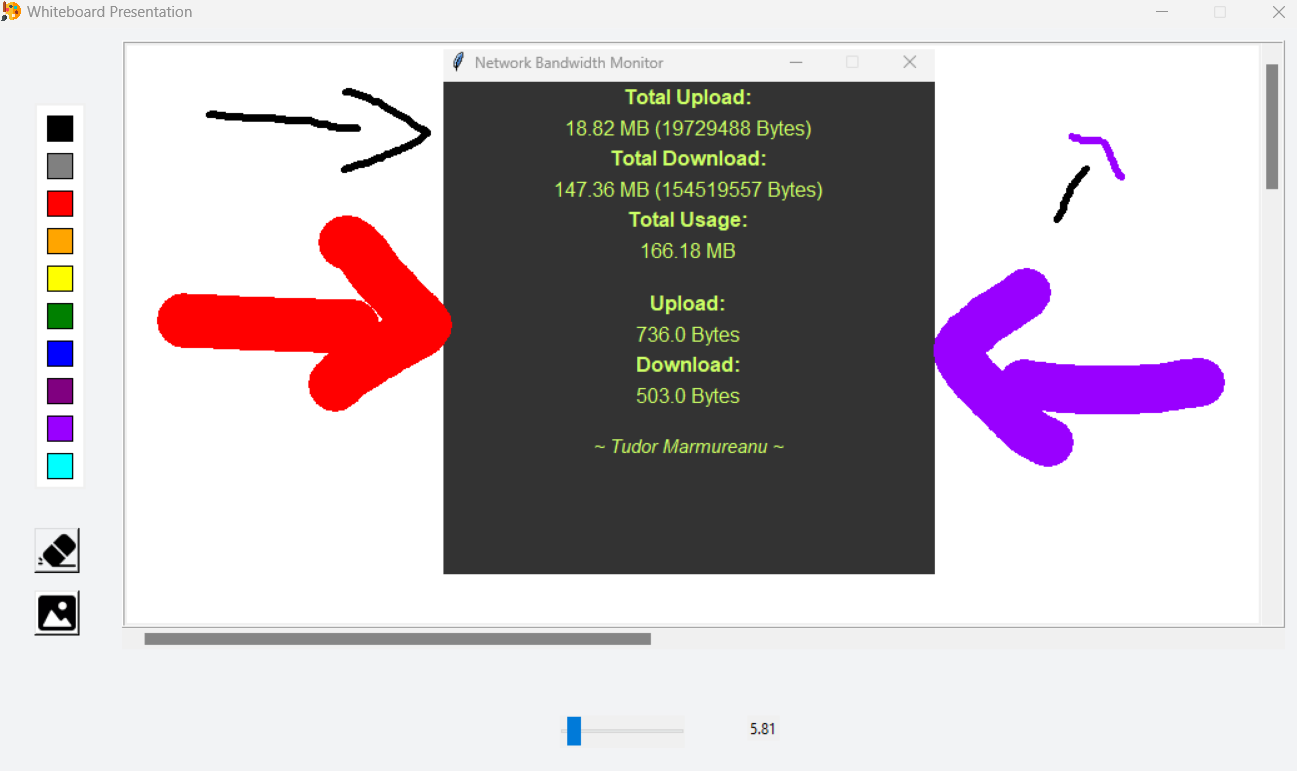 Whiteboard Presentation
Network Bandwidth Monitor
Total Upload:
18.82 MB (19729488 Bytes)
Total Download:
147.36 MB (154519557 Bytes)
Total Usage:
166.18 MB
Upload:
736.0 Bytes
Download:
503.0 Bytes
~ Tudor Marmureanu ~
5.81